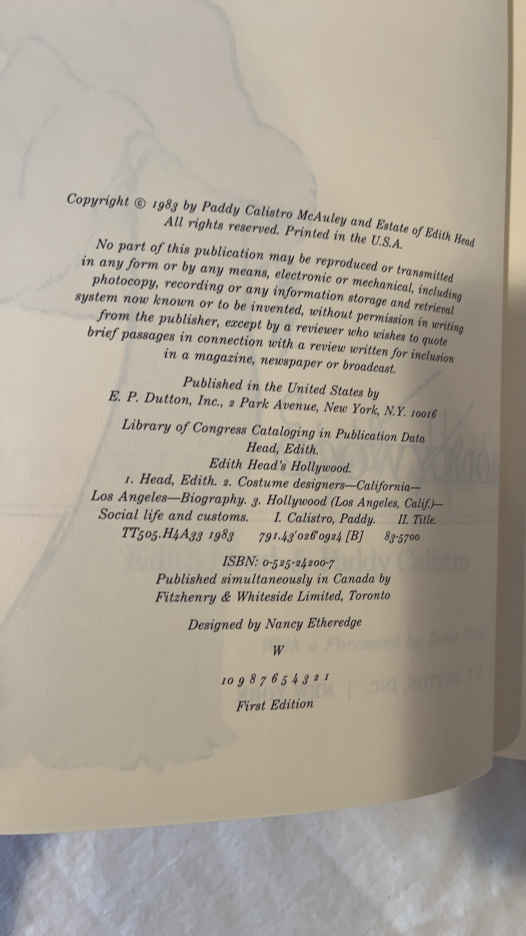 Copyright © 1983 by Paddy Calistro McAuley and Estate of Edith Head
All rights reserved. Printed in the U.S.A.
No part of this publication may be reproduced or transmitted
in any form or by any means, electronic or mechanical, including
photocopy, recording or any information storage and retrieval
system now known or to be invented, without permission in writing
from the publisher, except by a reviewer who wishes to quote
brief passages in connection with a review written for inclusion
in a magazine, newspaper or broadcast.
Published in the United States by
E. P. Dutton, Inc., 2 Park Avenue, New York, N.Y. 10016
Library of Congress Cataloging in Publication Data
Head, Edith.
Edith Head's Hollywood.
1. Head, Edith. 2. Costume designers—California—
Los Angeles—Biography. 3. Hollywood (Los Angeles, Calif.)—
Social life and customs. I. Calistro, Paddy. II. Title.
TT505.H4A33 1983 791.43'026'0924 [B] 83-5700
ISBN: 0-525-24200-7
Published simultaneously in Canada by
Fitzhenry & Whiteside Limited, Toronto
Designed by Nancy Etheredge
W
10 9 8 7 6 5 4 3 2 1
First Edition